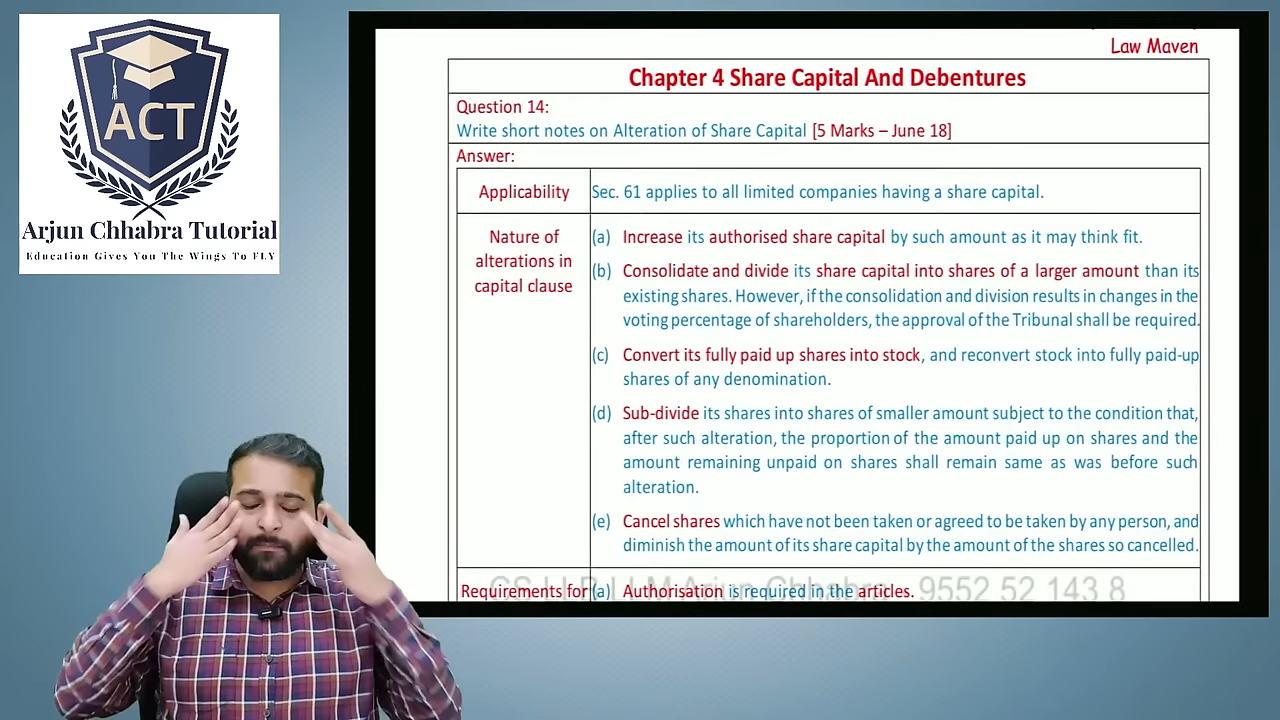 ACT
Arjun Chhabra Tutorial
Education Gives You The Wings To FLY
Law Maven
Chapter 4 Share Capital And Debentures
Question 14:
Write short notes on Alteration of Share Capital [5 Marks – June 18]
Answer:
Applicability
Sec. 61 applies to all limited companies having a share capital.
Nature of
alterations in
capital clause
(a) Increase its authorised share capital by such amount as it may think fit.
(b) Consolidate and divide its share capital into shares of a larger amount than its
existing shares. However, if the consolidation and division results in changes in the
voting percentage of shareholders, the approval of the Tribunal shall be required.
(c) Convert its fully paid up shares into stock, and reconvert stock into fully paid-up
shares of any denomination.
(d) Sub-divide its shares into shares of smaller amount subject to the condition that,
after such alteration, the proportion of the amount paid up on shares and the
amount remaining unpaid on shares shall remain same as was before such
alteration.
(e) Cancel shares which have not been taken or agreed to be taken by any person, and
diminish the amount of its share capital by the amount of the shares so cancelled.
Requirements for
(a) Authorisation is required in the articles.
CS LLB LLM Arjun Chhabra - 9552 52 143 8